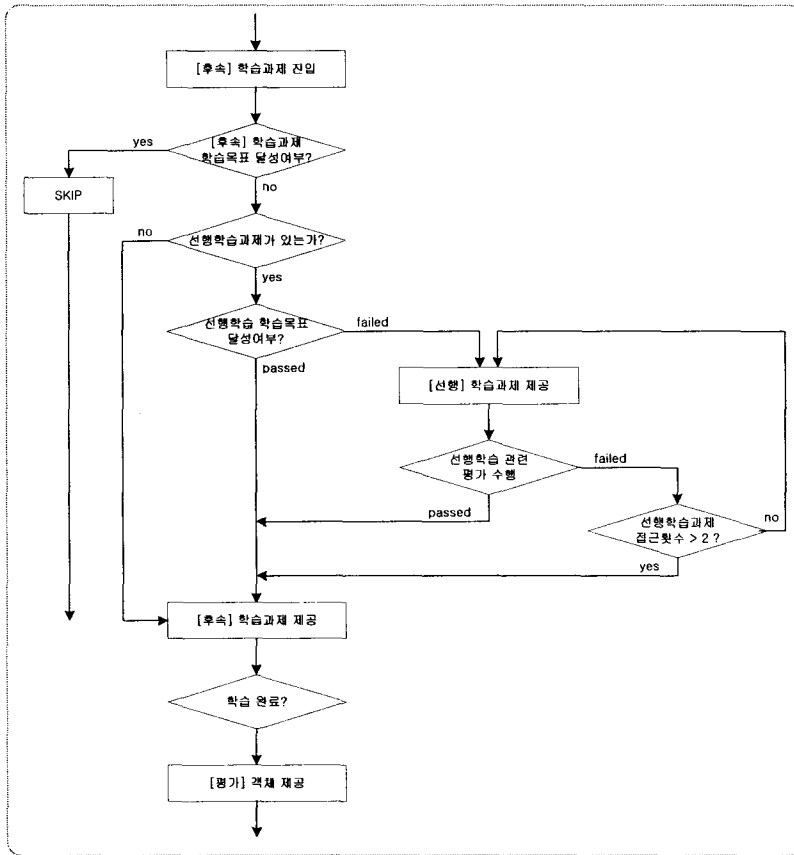 [후속] 학습과제 진입
yes
[후속] 학습과제
학습목표 달성여부?
SKIP
no
no
선행학습과제가 있는가?
yes
선행학습 학습목표
달성여부?
failed
passed
[선행] 학습과제 제공
선행학습 관련
평가 수행
failed
passed
선행학습과제
접근횟수 > 2 ?
no
yes
[후속] 학습과제 제공
학습 완료?
[평가] 객체 제공